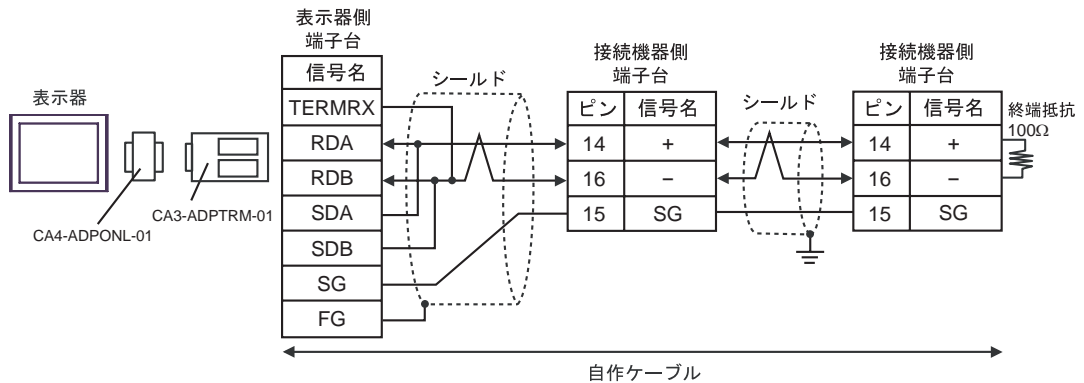 表示器
CA4-ADPONL-01
CA3-ADPTRM-01
表示器側
端子台
信号名
TERMRX
RDA
RDB
SDA
SDB
SG
FG
シールド
接続機器側
端子台
ピン 信号名
14 +
16 −
15 SG
シールド
接続機器側
端子台
ピン 信号名
14 +
16 −
15 SG
終端抵抗
100Ω
自作ケーブル